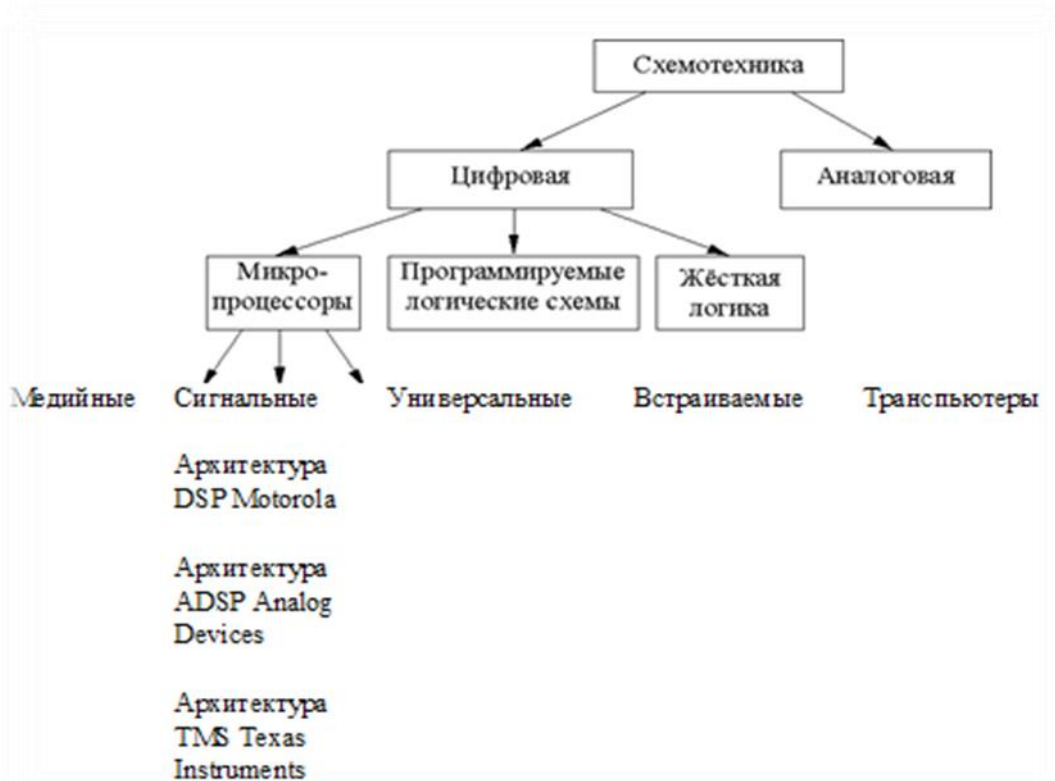 Схемотехника
Цифровая
Аналоговая
Микро-
процессоры
Программируемые
логические схемы
Жёсткая
логика
Медийные
Сигнальные
Универсальные
Встраиваемые
Транспьютеры
Архитектура
DSP Motorola
Архитектура
ADSP Analog
Devices
Архитектура
TMS Texas
Instruments